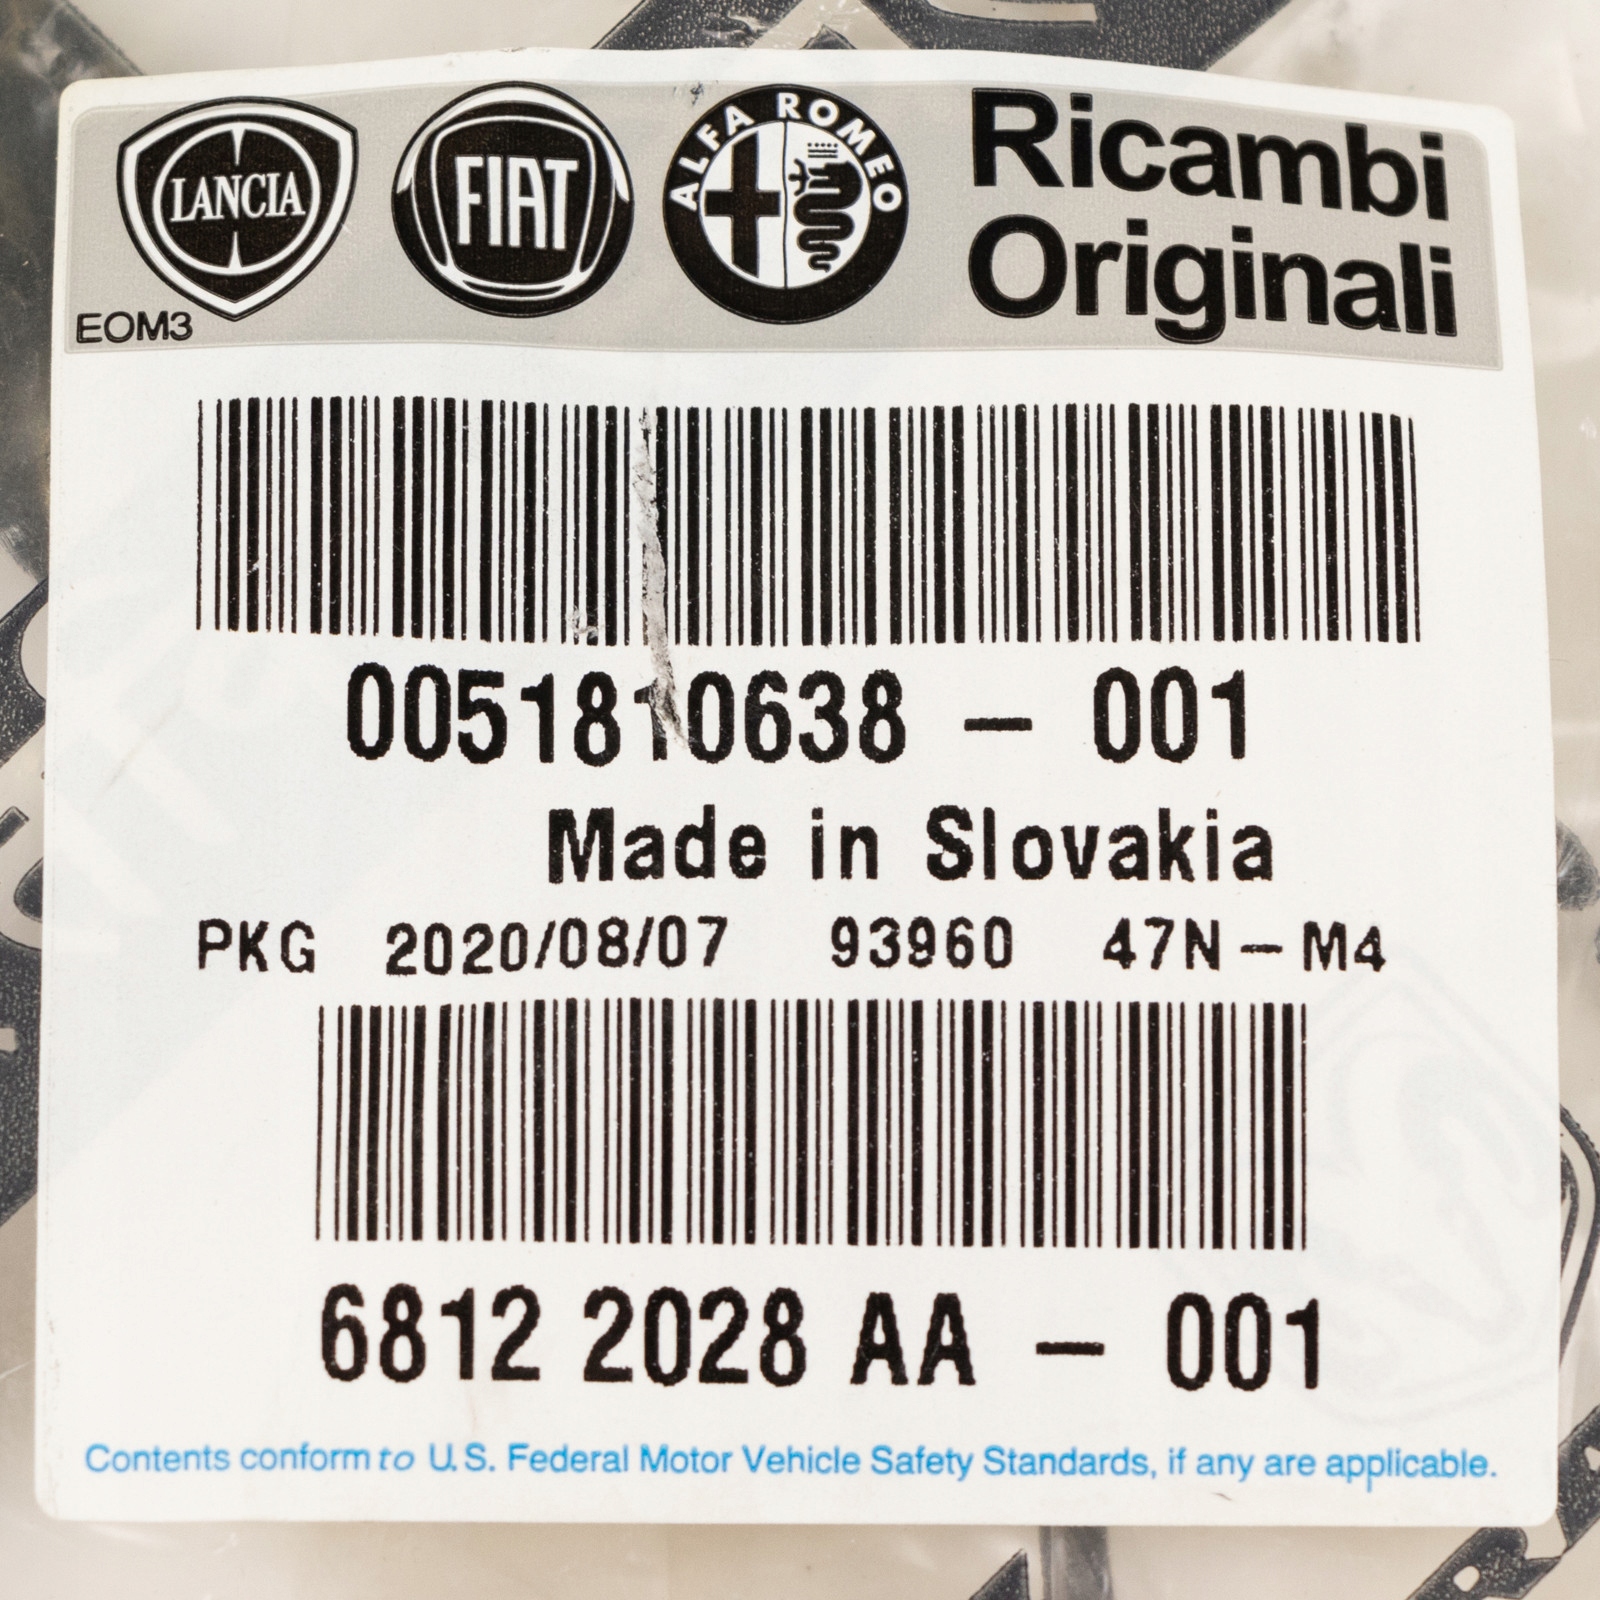 LANCIA
FIAT
ALFA ROMEO
Ricambi
Originali
EOM3
0051810638 – 001
Made in Slovakia
PKG 2020/08/07 93960 47N – M4
6812 2028 AA – 001
Contents conform to U.S. Federal Motor Vehicle Safety Standards, if any are applicable.